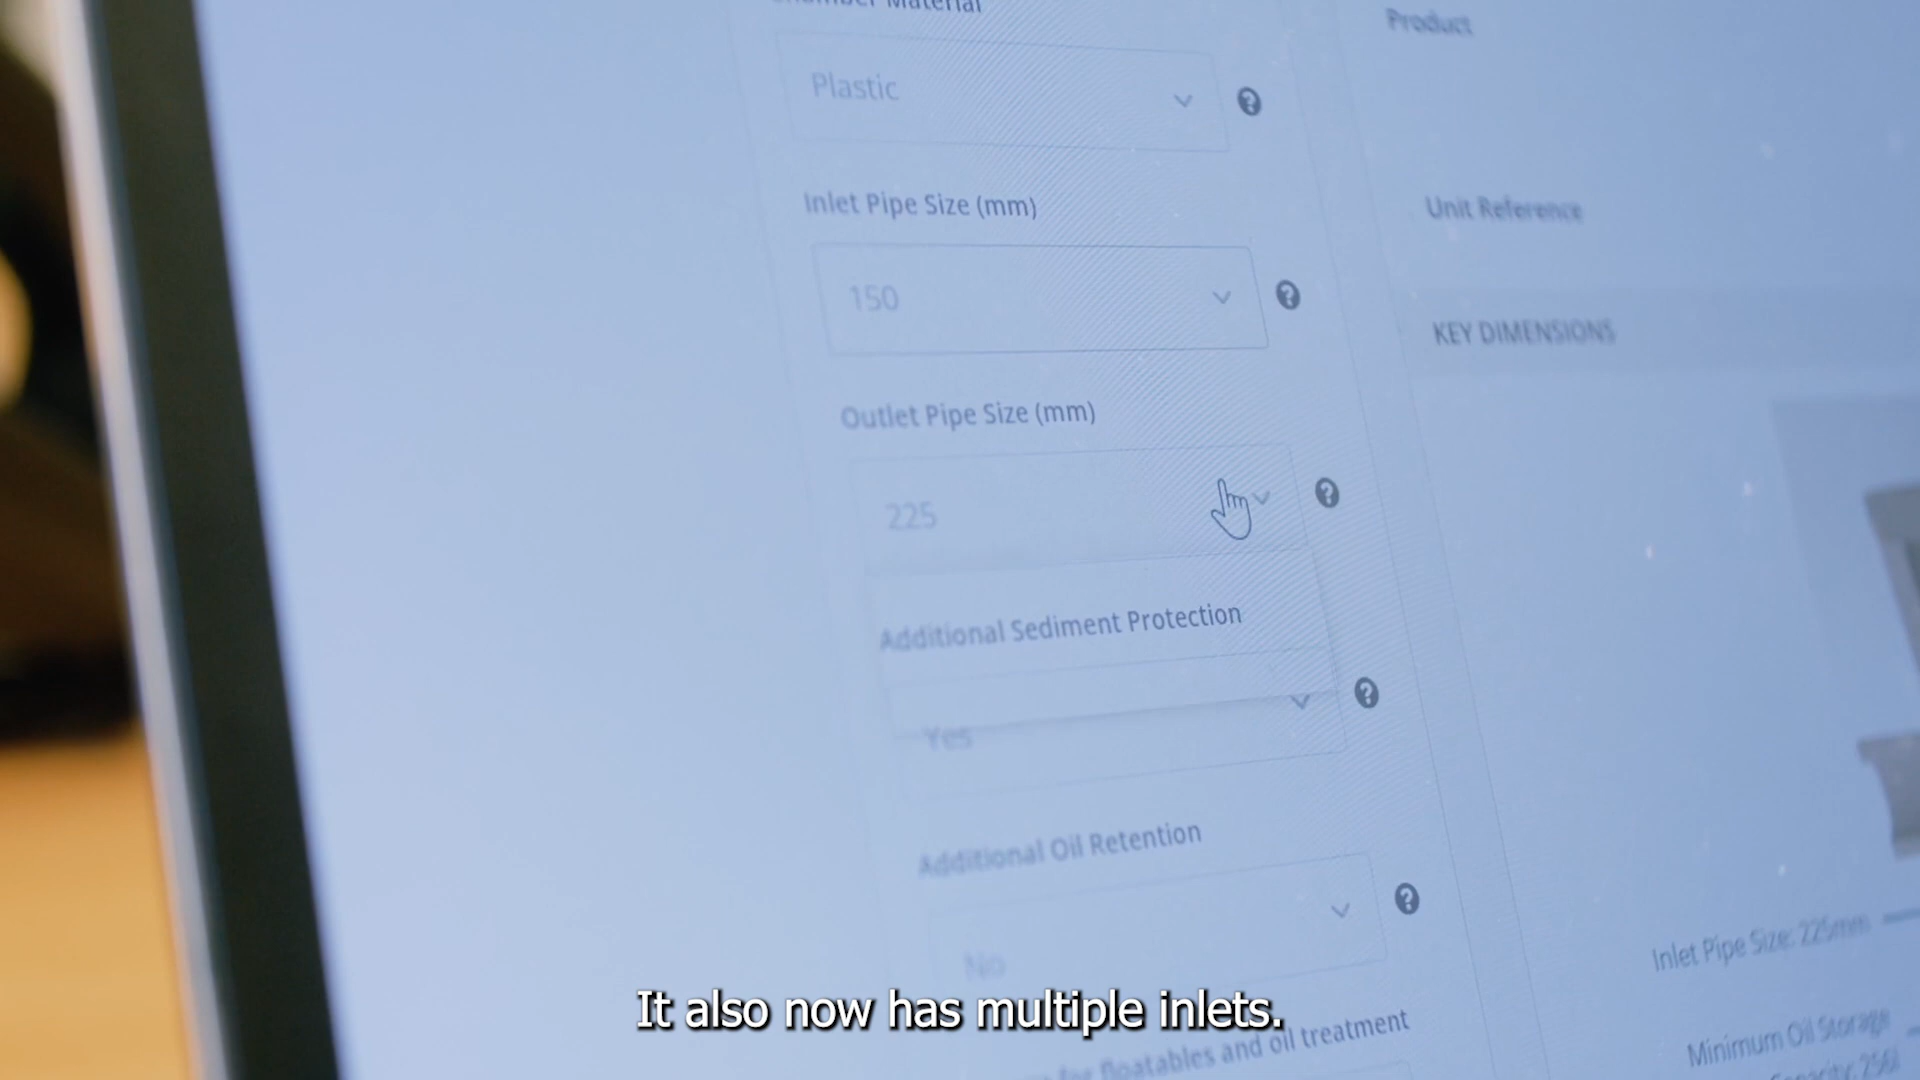 Material
Plastic
Inlet Pipe Size (mm)
150
Outlet Pipe Size (mm)
225
Additional Sediment Protection
Yes
Additional Oil Retention
No
for floatables and oil treatment
Product
Unit Reference
KEY DIMENSIONS
Inlet Pipe Size: 225mm
Minimum Oil Storage
It also now has multiple inlets.